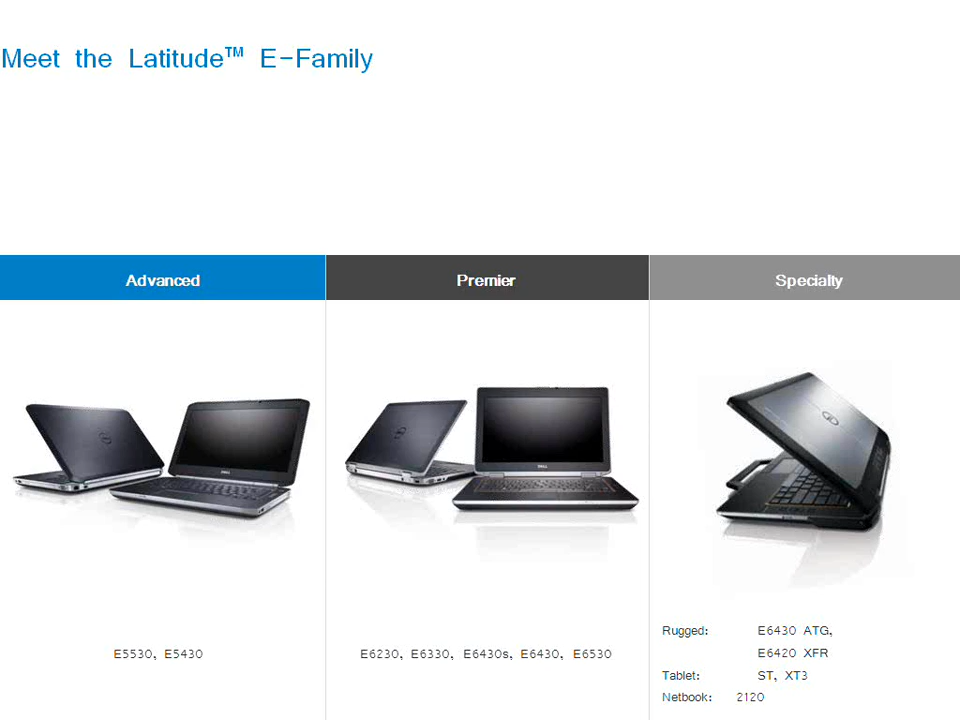 Meet the Latitude™ E-Family
Advanced
Premier
Specialty
E5530, E5430
E6230, E6330, E6430s, E6430, E6530
Rugged: E6430 ATG,
E6420 XFR
Tablet: ST, XT3
Netbook: 2120